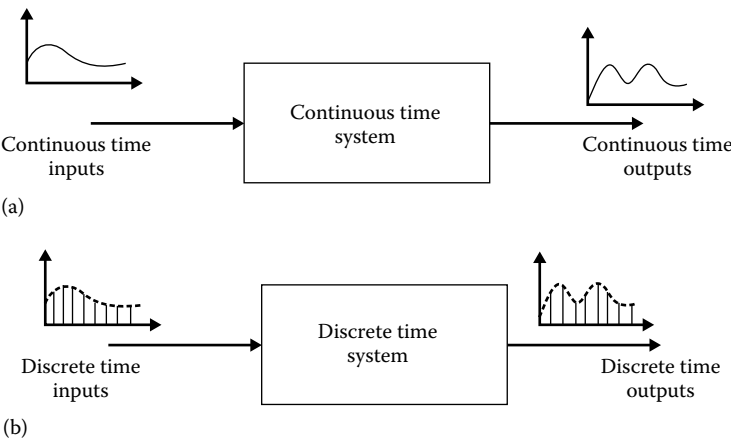 Continuous time
inputs
Continuous time
system
Continuous time
outputs
(a)
Discrete time
inputs
Discrete time
system
Discrete time
outputs
(b)